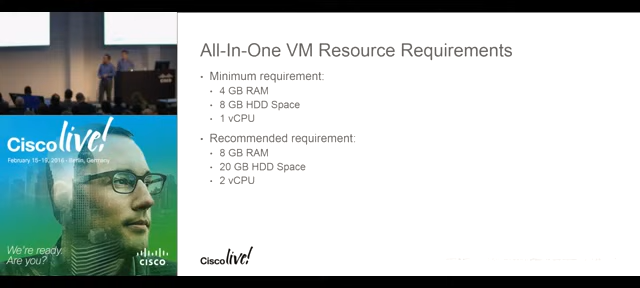 All-In-One VM Resource Requirements
• Minimum requirement:
• 4 GB RAM
• 8 GB HDD Space
• 1 vCPU
• Recommended requirement:
• 8 GB RAM
• 20 GB HDD Space
• 2 vCPU
Cisco live!
Cisco live!
February 15-19, 2016 • Berlin, Germany
We're ready.
Are you?
CISCO